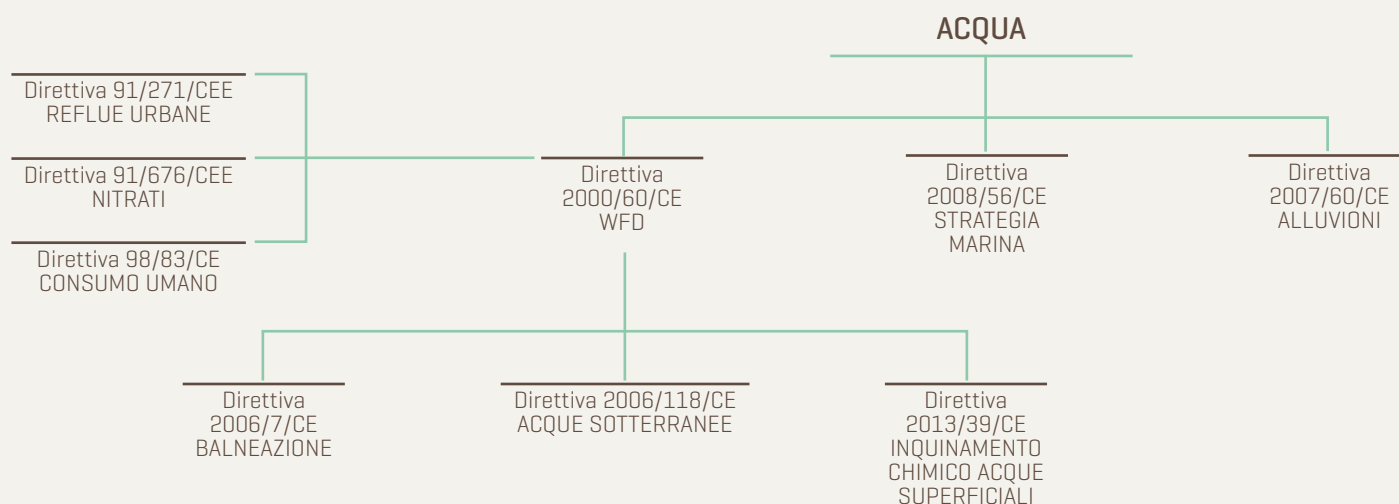 ACQUA
Direttiva 91/271/CEE
REFLUE URBANE
Direttiva 91/676/CEE
NITRATI
Direttiva 98/83/CE
CONSUMO UMANO
Direttiva
2000/60/CE
WFD
Direttiva
2008/56/CE
STRATEGIA
MARINA
Direttiva
2007/60/CE
ALLUVIONI
Direttiva
2006/7/CE
BALNEAZIONE
Direttiva 2006/118/CE
ACQUE SOTTERRANEE
Direttiva
2013/39/CE
INQUINAMENTO
CHIMICO ACQUE
SUPERFICIALI